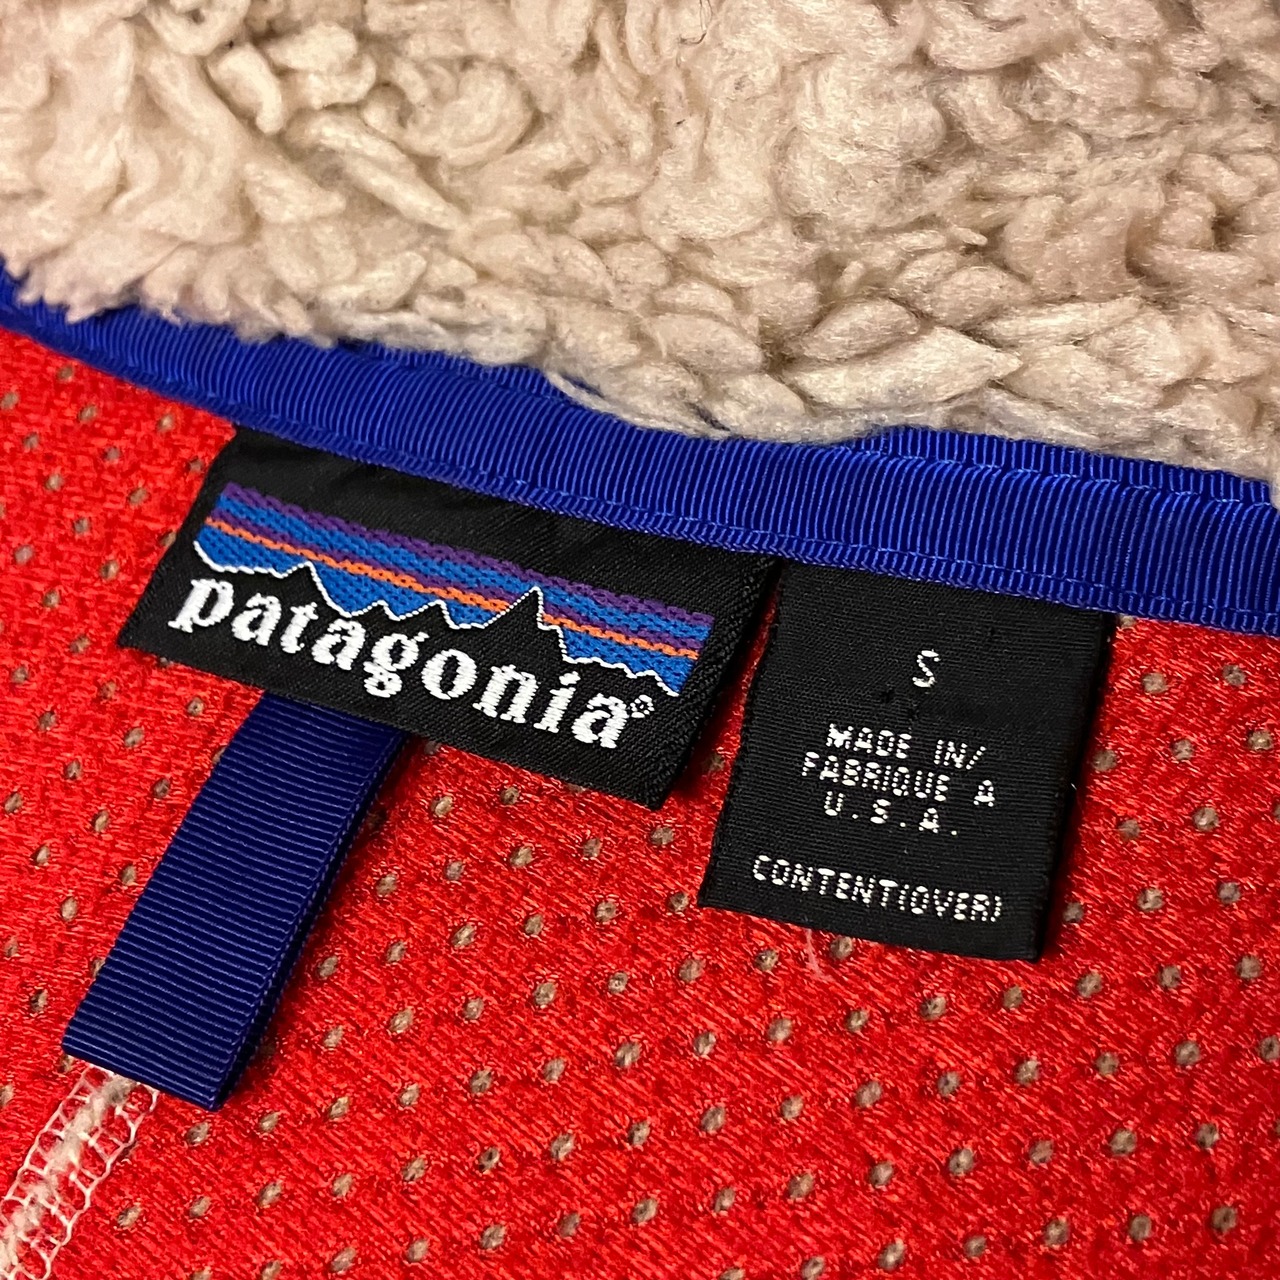 patagonia®
S
MADE IN/
FABRIQUE A
U.S.A.
CONTENT(OVER)